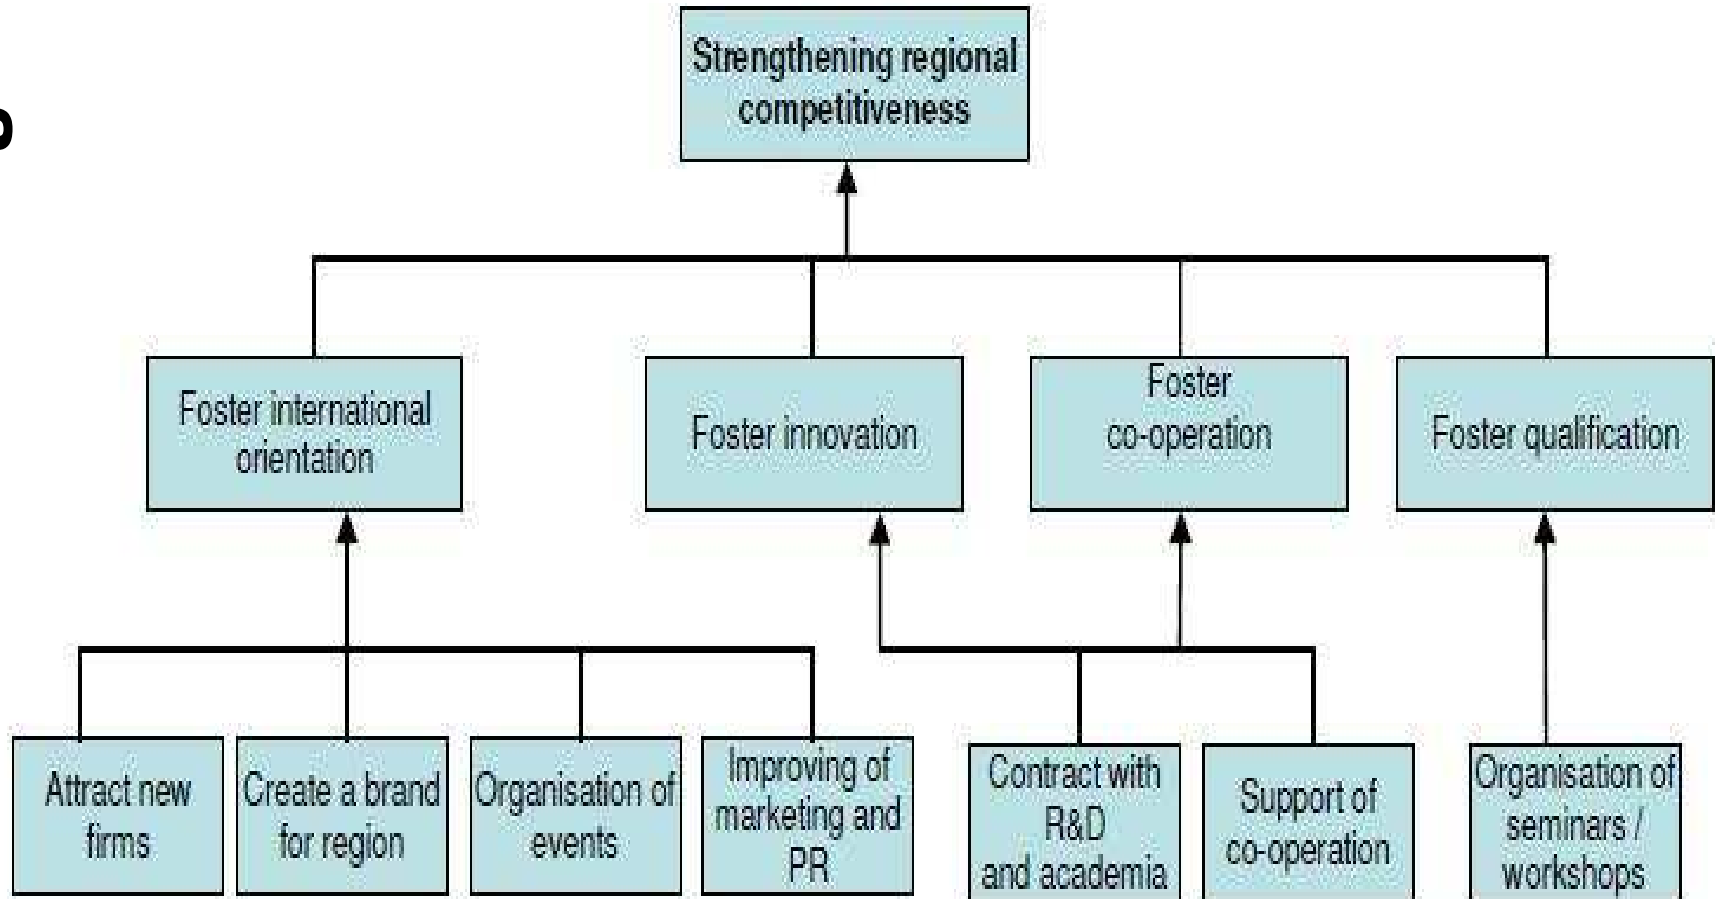 Strengthening regional
competitiveness
Foster international
orientation
Foster innovation
Foster
co-operation
Foster qualification
Attract new
firms
Create a brand
for region
Organisation of
events
Improving of
marketing and
PR
Contract with
R&D
and academia
Support of
co-operation
Organisation of
seminars /
workshops